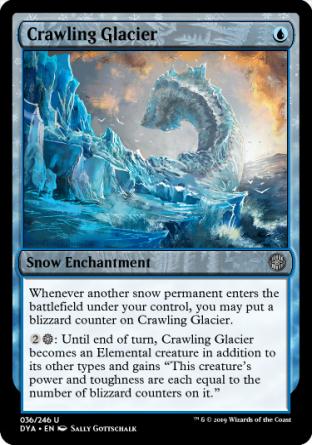 Crawling Glacier
Snow Enchantment
Whenever another snow permanent enters the
battlefield under your control, you may put a
blizzard counter on Crawling Glacier.
2 : Until end of turn, Crawling Glacier
becomes an Elemental creature in addition to
its other types and gains “This creature’s
power and toughness are each equal to the
number of blizzard counters on it.”
036/246 U
DYA • EN Sally Gottschalk
™ & © 2019 Wizards of the Coast